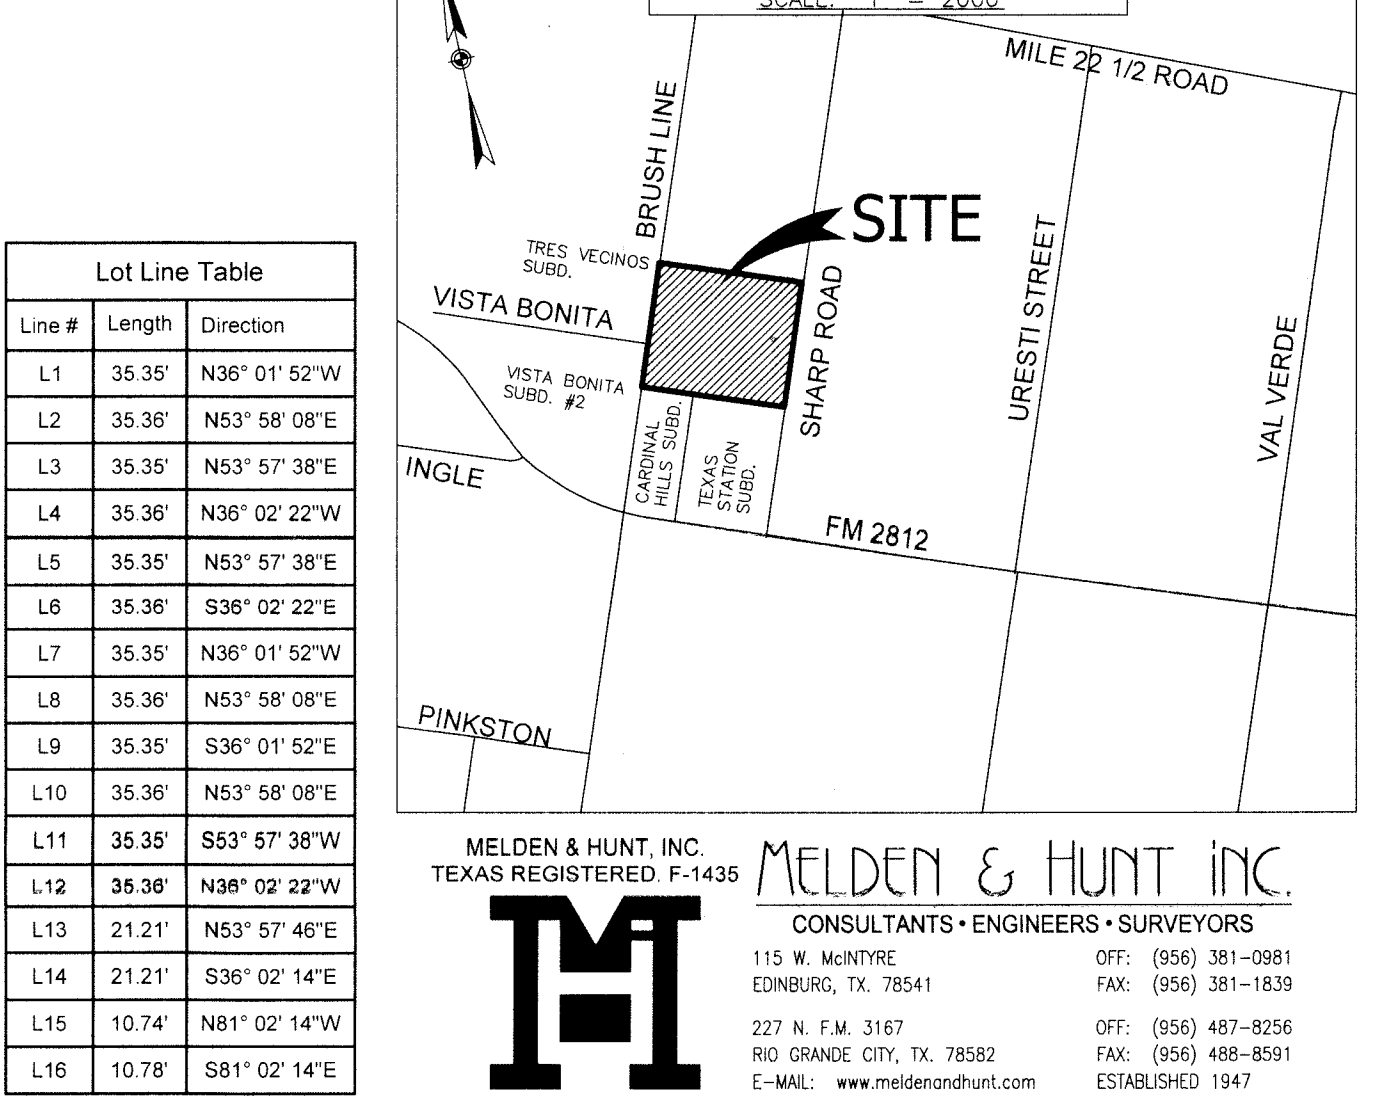 SCALE: 1" = 2000'
MILE 22 1/2 ROAD
BRUSH LINE
SITE
TRES VECINOS
SUBD.
VISTA BONITA
SHARP ROAD
URESTI STREET
VAL VERDE
VISTA BONITA
SUBD. #2
INGLE
CARDINAL
HILLS SUBD.
TEXAS
STATION
SUBD.
FM 2812
PINKSTON
Lot Line Table
Line # Length Direction
L1 35.35' N36° 01' 52"W
L2 35.36' N53° 58' 08"E
L3 35.35' N53° 57' 38"E
L4 35.36' N36° 02' 22"W
L5 35.35' N53° 57' 38"E
L6 35.36' S36° 02' 22"E
L7 35.35' N36° 01' 52"W
L8 35.36' N53° 58' 08"E
L9 35.35' S36° 01' 52"E
L10 35.36' N53° 58' 08"E
L11 35.35' S53° 57' 38"W
L12 35.36' N36° 02' 22"W
L13 21.21' N53° 57' 46"E
L14 21.21' S36° 02' 14"E
L15 10.74' N81° 02' 14"W
L16 10.78' S81° 02' 14"E
MELDEN & HUNT, INC.
TEXAS REGISTERED. F-1435
MELDEN & HUNT INC.
CONSULTANTS • ENGINEERS • SURVEYORS
115 W. McINTYRE OFF: (956) 381-0981
EDINBURG, TX. 78541 FAX: (956) 381-1839
227 N. F.M. 3167 OFF: (956) 487-8256
RIO GRANDE CITY, TX. 78582 FAX: (956) 488-8591
E-MAIL: www.meldenandhunt.com ESTABLISHED 1947